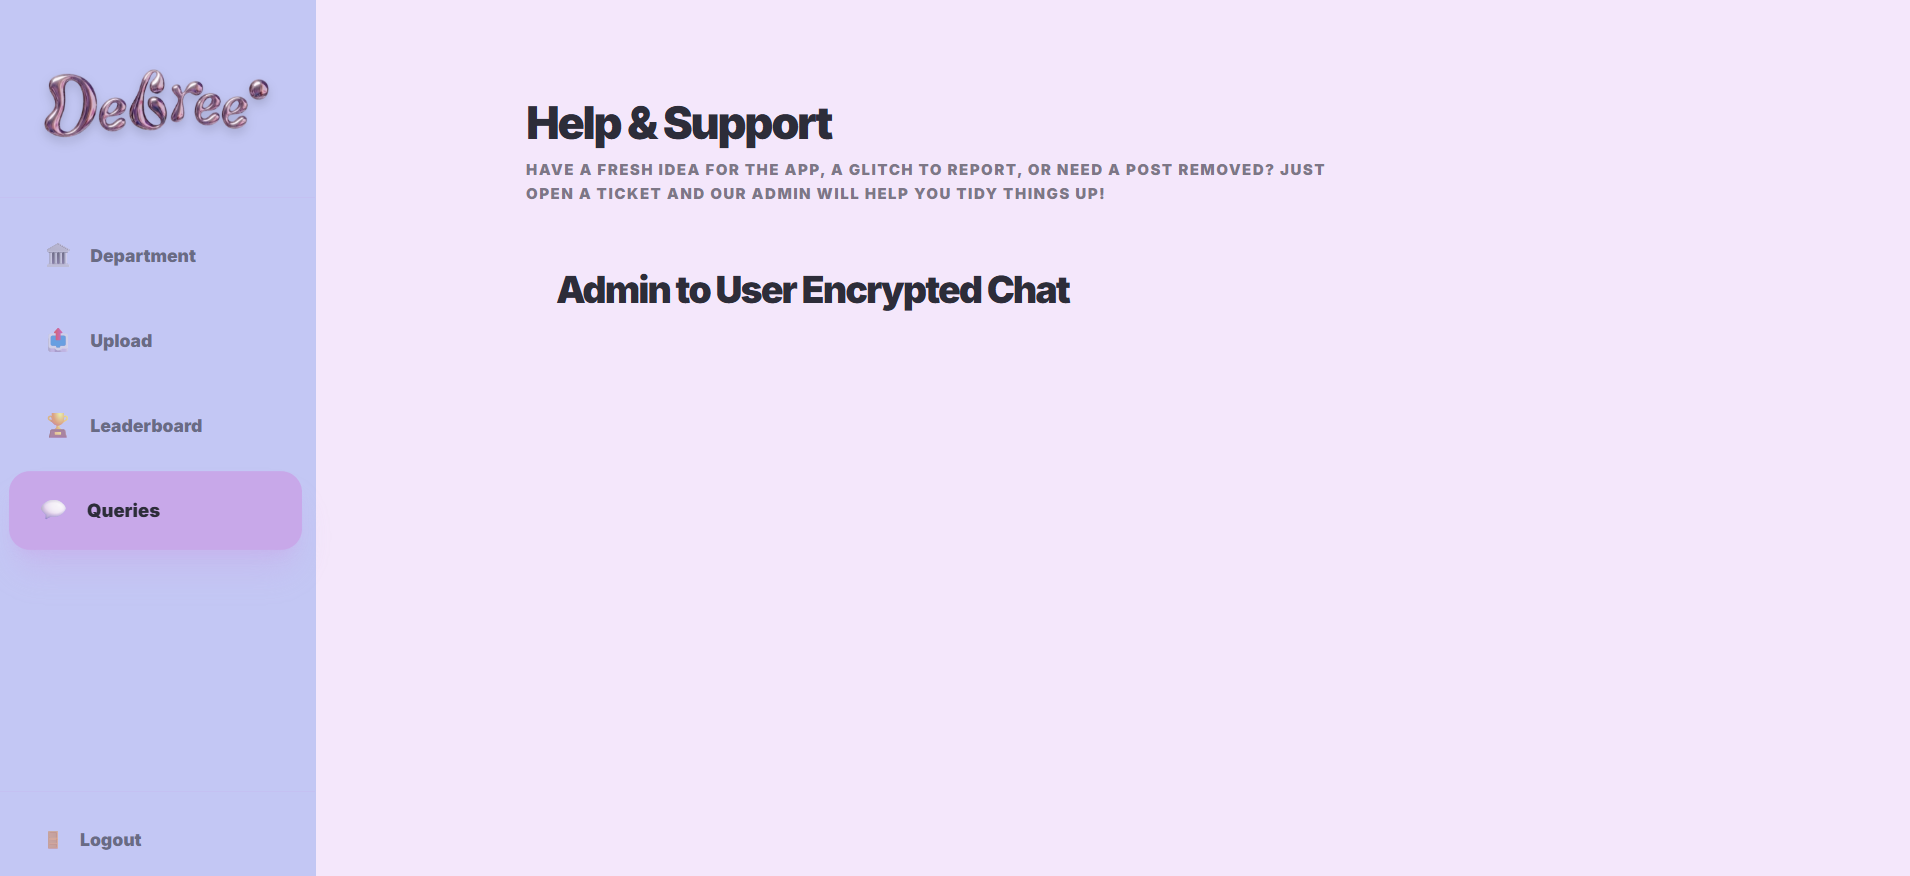 DeGree
Department
Upload
Leaderboard
Queries
Logout
Help & Support
HAVE A FRESH IDEA FOR THE APP, A GLITCH TO REPORT, OR NEED A POST REMOVED? JUST
OPEN A TICKET AND OUR ADMIN WILL HELP YOU TIDY THINGS UP!
Admin to User Encrypted Chat